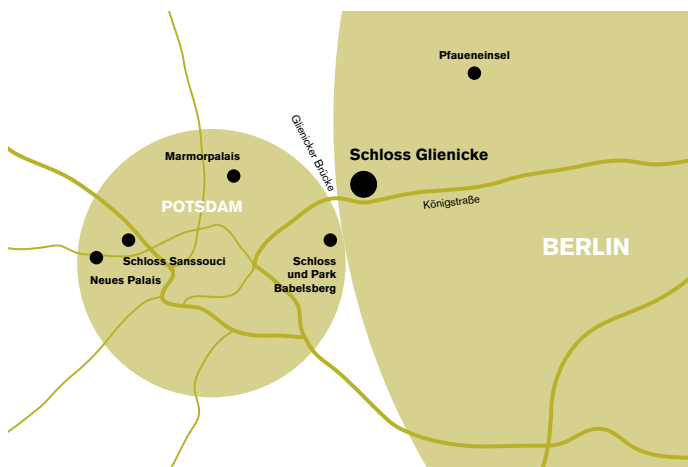 Pfaueneinsel
Glienicker Brücke
Schloss Glienicke
Marmorpalais
Königstraße
POTSDAM
BERLIN
Schloss Sanssouci
Schloss
und Park
Babelsberg
Neues Palais